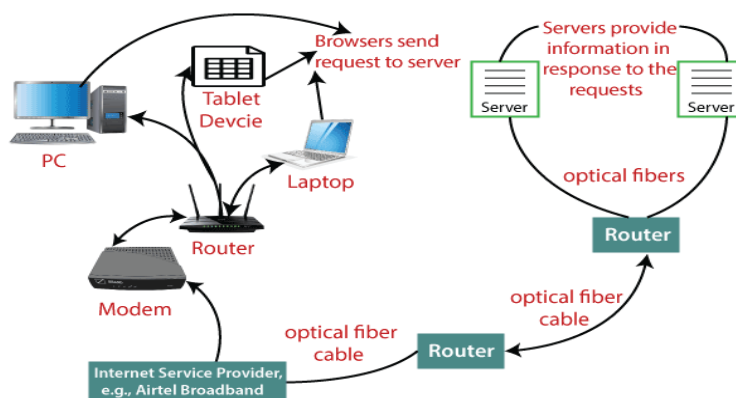 Browsers send
request to server
Servers provide
information in
response to the
requests
Server
Server
Tablet
Devcie
PC
Laptop
optical fibers
Router
Router
Modem
optical fiber
cable
optical fiber
cable
Router
Internet Service Provider,
e.g., Airtel Broadband